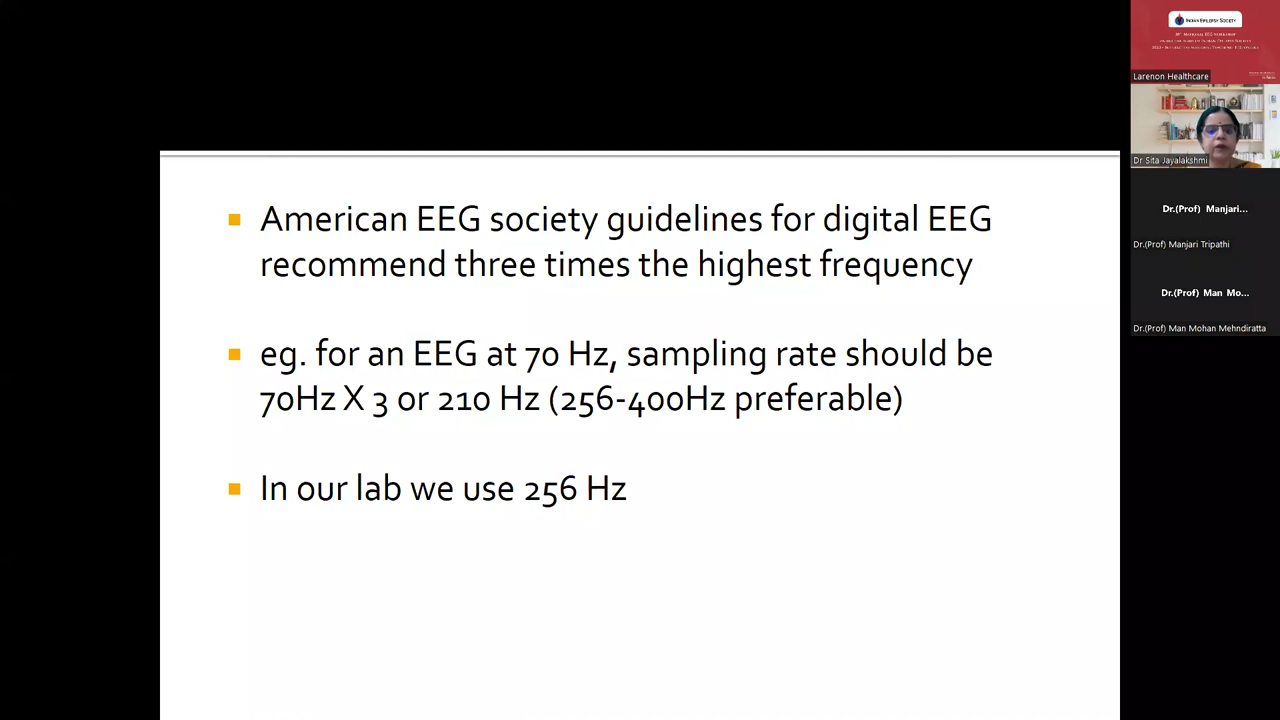 American EEG society guidelines for digital EEG
recommend three times the highest frequency
eg. for an EEG at 70 Hz, sampling rate should be
70Hz X 3 or 210 Hz (256-400Hz preferable)
In our lab we use 256 Hz
INDIAN EPILEPSY SOCIETY
Larenon Healthcare
Dr Sita Jayalakshmi
Dr.(Prof) Manjari...
Dr.(Prof) Manjari Tripathi
Dr.(Prof) Man Mo...
Dr.(Prof) Man Mohan Mehndiratta